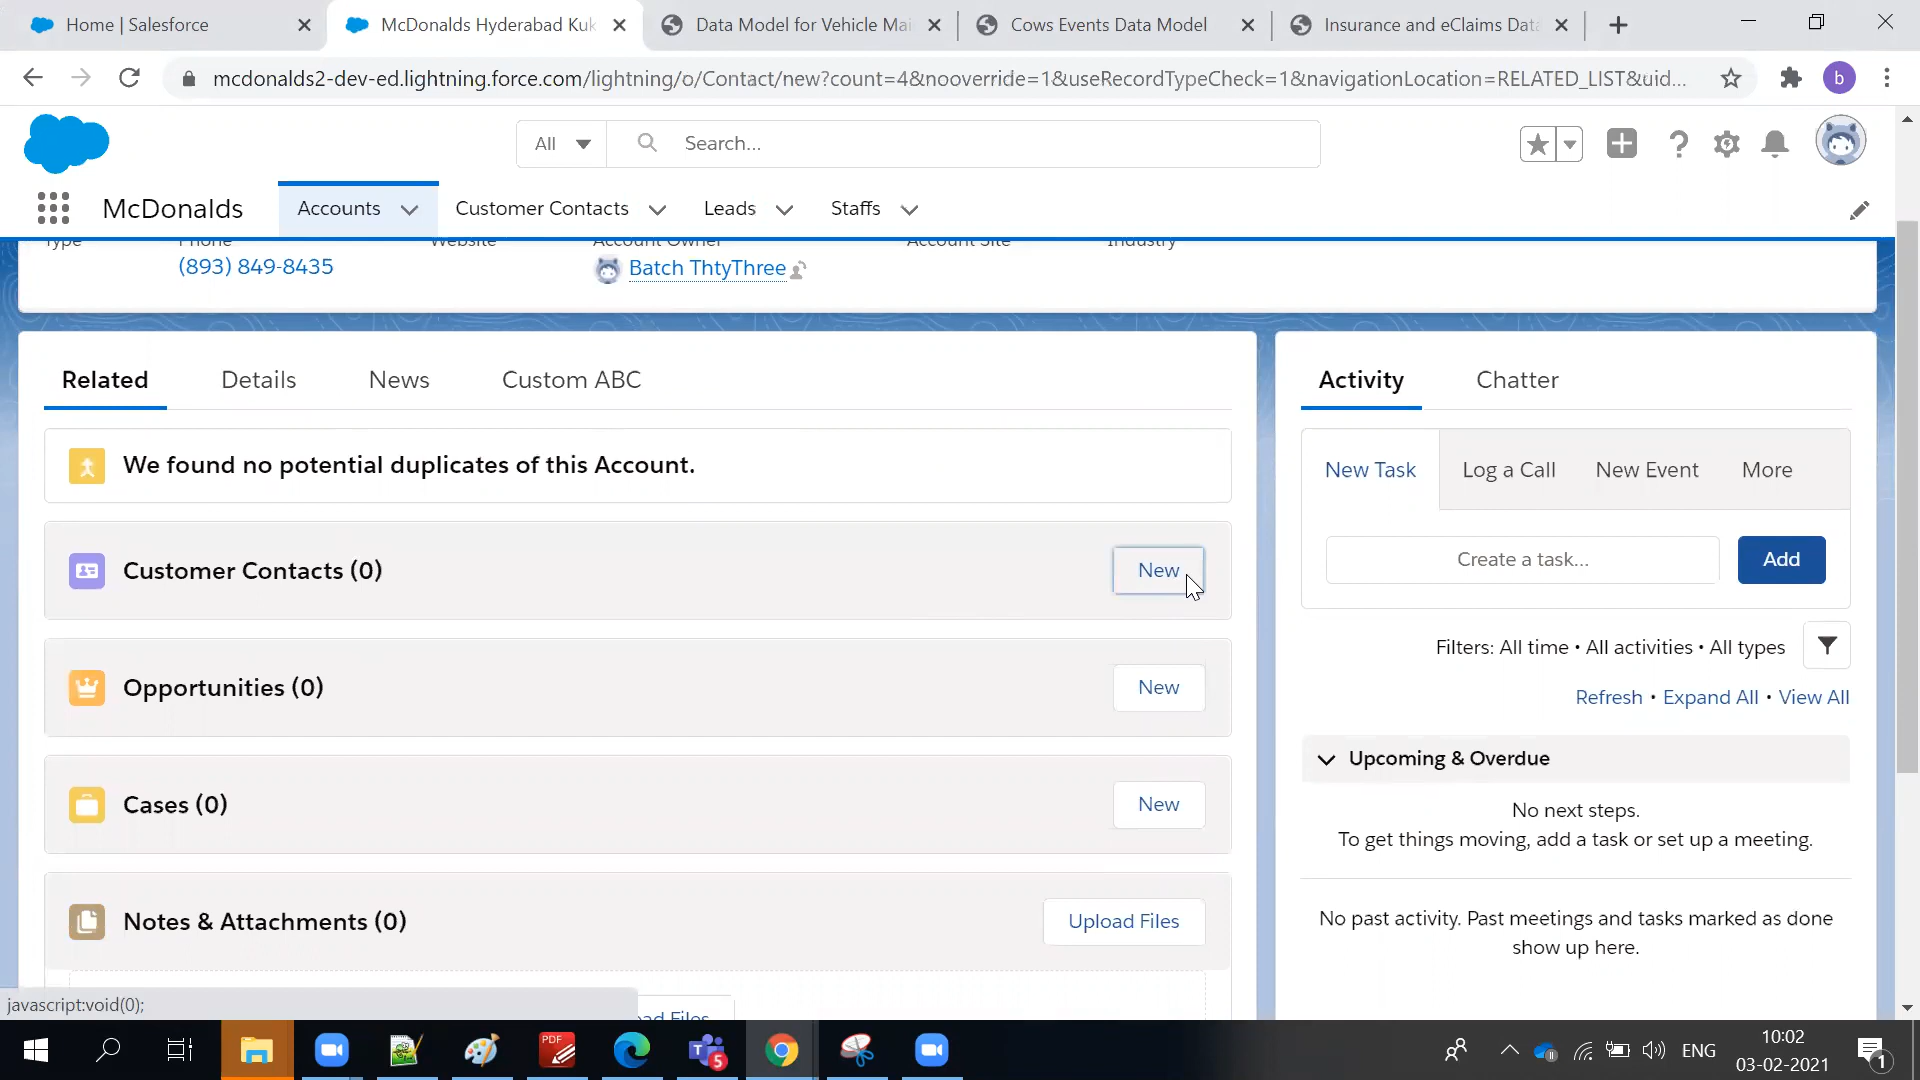 Home | Salesforce
McDonalds Hyderabad Kuk
Data Model for Vehicle Mai
Cows Events Data Model
Insurance and eClaims Data
mcdonalds2-dev-ed.lightning.force.com/lightning/o/Contact/new?count=4&nooverride=1&useRecordTypeCheck=1&navigationLocation=RELATED_LIST&uid...
b
All
Search...
McDonalds
Accounts
Customer Contacts
Leads
Staffs
Type
Phone
Website
Account Owner
Account Site
Industry
(893) 849-8435
Batch ThtyThree
Related
Details
News
Custom ABC
We found no potential duplicates of this Account.
Customer Contacts (0)
New
Opportunities (0)
New
Cases (0)
New
Notes & Attachments (0)
Upload Files
Activity
Chatter
New Task
Log a Call
New Event
More
Create a task...
Add
Filters: All time • All activities • All types
Refresh • Expand All • View All
Upcoming & Overdue
No next steps.
To get things moving, add a task or set up a meeting.
No past activity. Past meetings and tasks marked as done
show up here.
javascript:void(0);
Files
PDF
5
ENG
10:02
03-02-2021
1